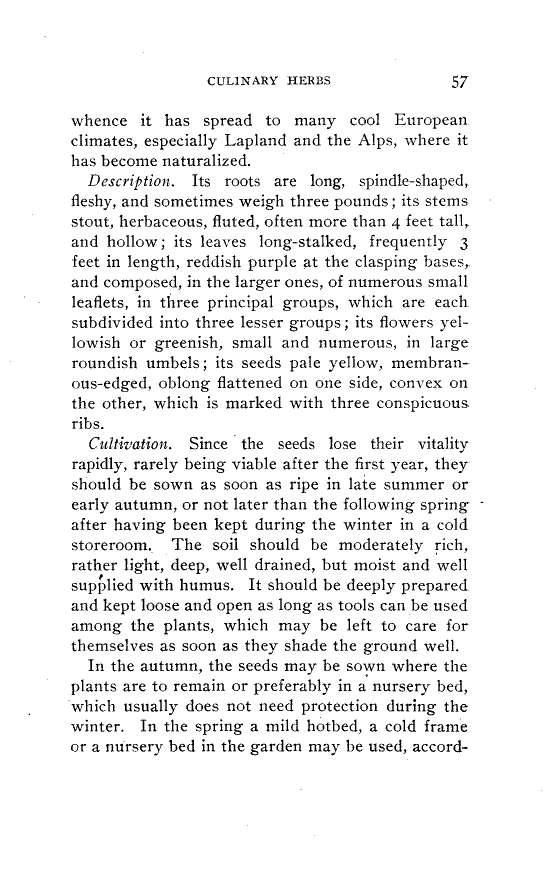 CULINARY HERBS 57
whence it has spread to many cool European
climates, especially Lapland and the Alps, where it
has become naturalized.
Description. Its roots are long, spindle-shaped,
fleshy, and sometimes weigh three pounds; its stems
stout, herbaceous, fluted, often more than 4 feet tall,
and hollow; its leaves long-stalked, frequently 3
feet in length, reddish purple at the clasping bases,
and composed, in the larger ones, of numerous small
leaflets, in three principal groups, which are each
subdivided into three lesser groups; its flowers yel-
lowish or greenish, small and numerous, in large
roundish umbels; its seeds pale yellow, membran-
ous-edged, oblong flattened on one side, convex on
the other, which is marked with three conspicuous
ribs.
Cultivation. Since the seeds lose their vitality
rapidly, rarely being viable after the first year, they
should be sown as soon as ripe in late summer or
early autumn, or not later than the following spring
after having been kept during the winter in a cold
storeroom. The soil should be moderately rich,
rather light, deep, well drained, but moist and well
supplied with humus. It should be deeply prepared
and kept loose and open as long as tools can be used
among the plants, which may be left to care for
themselves as soon as they shade the ground well.
In the autumn, the seeds may be sown where the
plants are to remain or preferably in a nursery bed,
which usually does not need protection during the
winter. In the spring a mild hotbed, a cold frame
or a nursery bed in the garden may be used, accord-